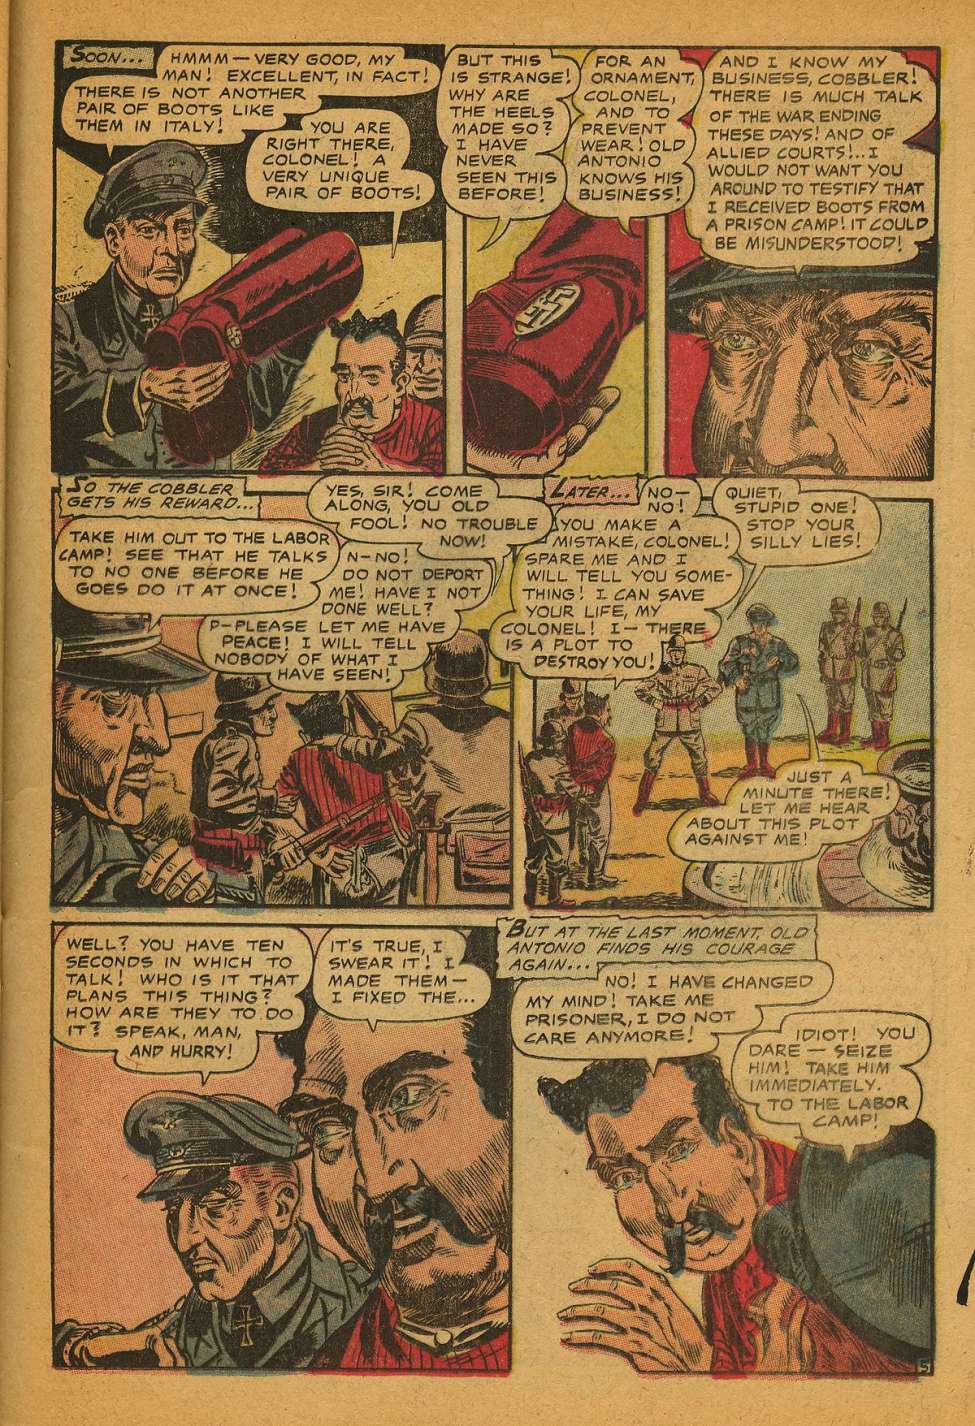 SOON...
HMMM — VERY GOOD, MY
MAN! EXCELLENT, IN FACT!
THERE IS NOT ANOTHER
PAIR OF BOOTS LIKE
THEM IN ITALY!
YOU ARE
RIGHT THERE,
COLONEL! A
VERY UNIQUE
PAIR OF BOOTS!
BUT THIS
IS STRANGE!
WHY ARE
THE HEELS
MADE SO?
I HAVE
NEVER
SEEN THIS
BEFORE!
FOR AN
ORNAMENT,
COLONEL,
AND TO
PREVENT
WEAR! OLD
ANTONIO
KNOWS HIS
BUSINESS!
AND I KNOW MY
BUSINESS, COBBLER!
THERE IS MUCH TALK
OF THE WAR ENDING
THESE DAYS! AND OF
ALLIED COURTS!.. I
WOULD NOT WANT YOU
AROUND TO TESTIFY THAT
I RECEIVED BOOTS FROM
A PRISON CAMP! IT COULD
BE MISUNDERSTOOD!
SO THE COBBLER
GETS HIS REWARD...
TAKE HIM OUT TO THE LABOR
CAMP! SEE THAT HE TALKS
TO NO ONE BEFORE HE
GOES DO IT AT ONCE!
YES, SIR! COME
ALONG, YOU OLD
FOOL! NO TROUBLE
NOW!
N-NO!
DO NOT DEPORT
ME! HAVE I NOT
DONE WELL?
P-PLEASE LET ME HAVE
PEACE! I WILL TELL
NOBODY OF WHAT I
HAVE SEEN!
LATER...
NO—
NO!
YOU MAKE A
MISTAKE, COLONEL!
SPARE ME AND I
WILL TELL YOU SOME-
THING! I CAN SAVE
YOUR LIFE, MY
COLONEL! I — THERE
IS A PLOT TO
DESTROY YOU!
QUIET,
STUPID ONE!
STOP YOUR
SILLY LIES!
JUST A
MINUTE THERE!
LET ME HEAR
ABOUT THIS PLOT
AGAINST ME!
WELL? YOU HAVE TEN
SECONDS IN WHICH TO
TALK! WHO IS IT THAT
PLANS THIS THING?
HOW ARE THEY TO DO
IT? SPEAK, MAN,
AND HURRY!
IT'S TRUE, I
SWEAR IT! I
MADE THEM —
I FIXED THE...
BUT AT THE LAST MOMENT, OLD
ANTONIO FINDS HIS COURAGE
AGAIN...
NO! I HAVE CHANGED
MY MIND! TAKE ME
PRISONER, I DO NOT
CARE ANYMORE!
IDIOT! YOU
DARE — SEIZE
HIM! TAKE HIM
IMMEDIATELY.
TO THE LABOR
CAMP!
5